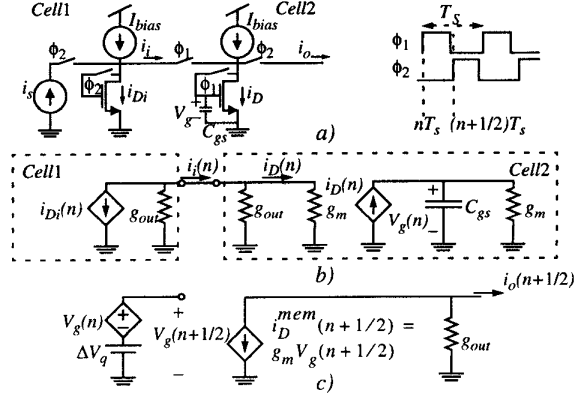 Cell1
I_bias
I_bias
Cell2
T_s
ϕ_2
i_i
ϕ_1
ϕ_2
i_o
ϕ_1
ϕ_2
i_s
ϕ_2
i_Di
ϕ_1
i_D
+
V_g
−
C_gs
nT_s (n+1/2)T_s
a)
Cell1
i_i(n)
i_D(n)
Cell2
i_Di(n)
g_out
g_out
g_m
i_D(n)
+
V_g(n)
−
C_gs
g_m
b)
i_o(n+1/2)
V_g(n)
+
−
ΔV_q
+
V_g(n+1/2)
−
i_D^mem(n+1/2) =
g_m V_g(n+1/2)
g_out
c)